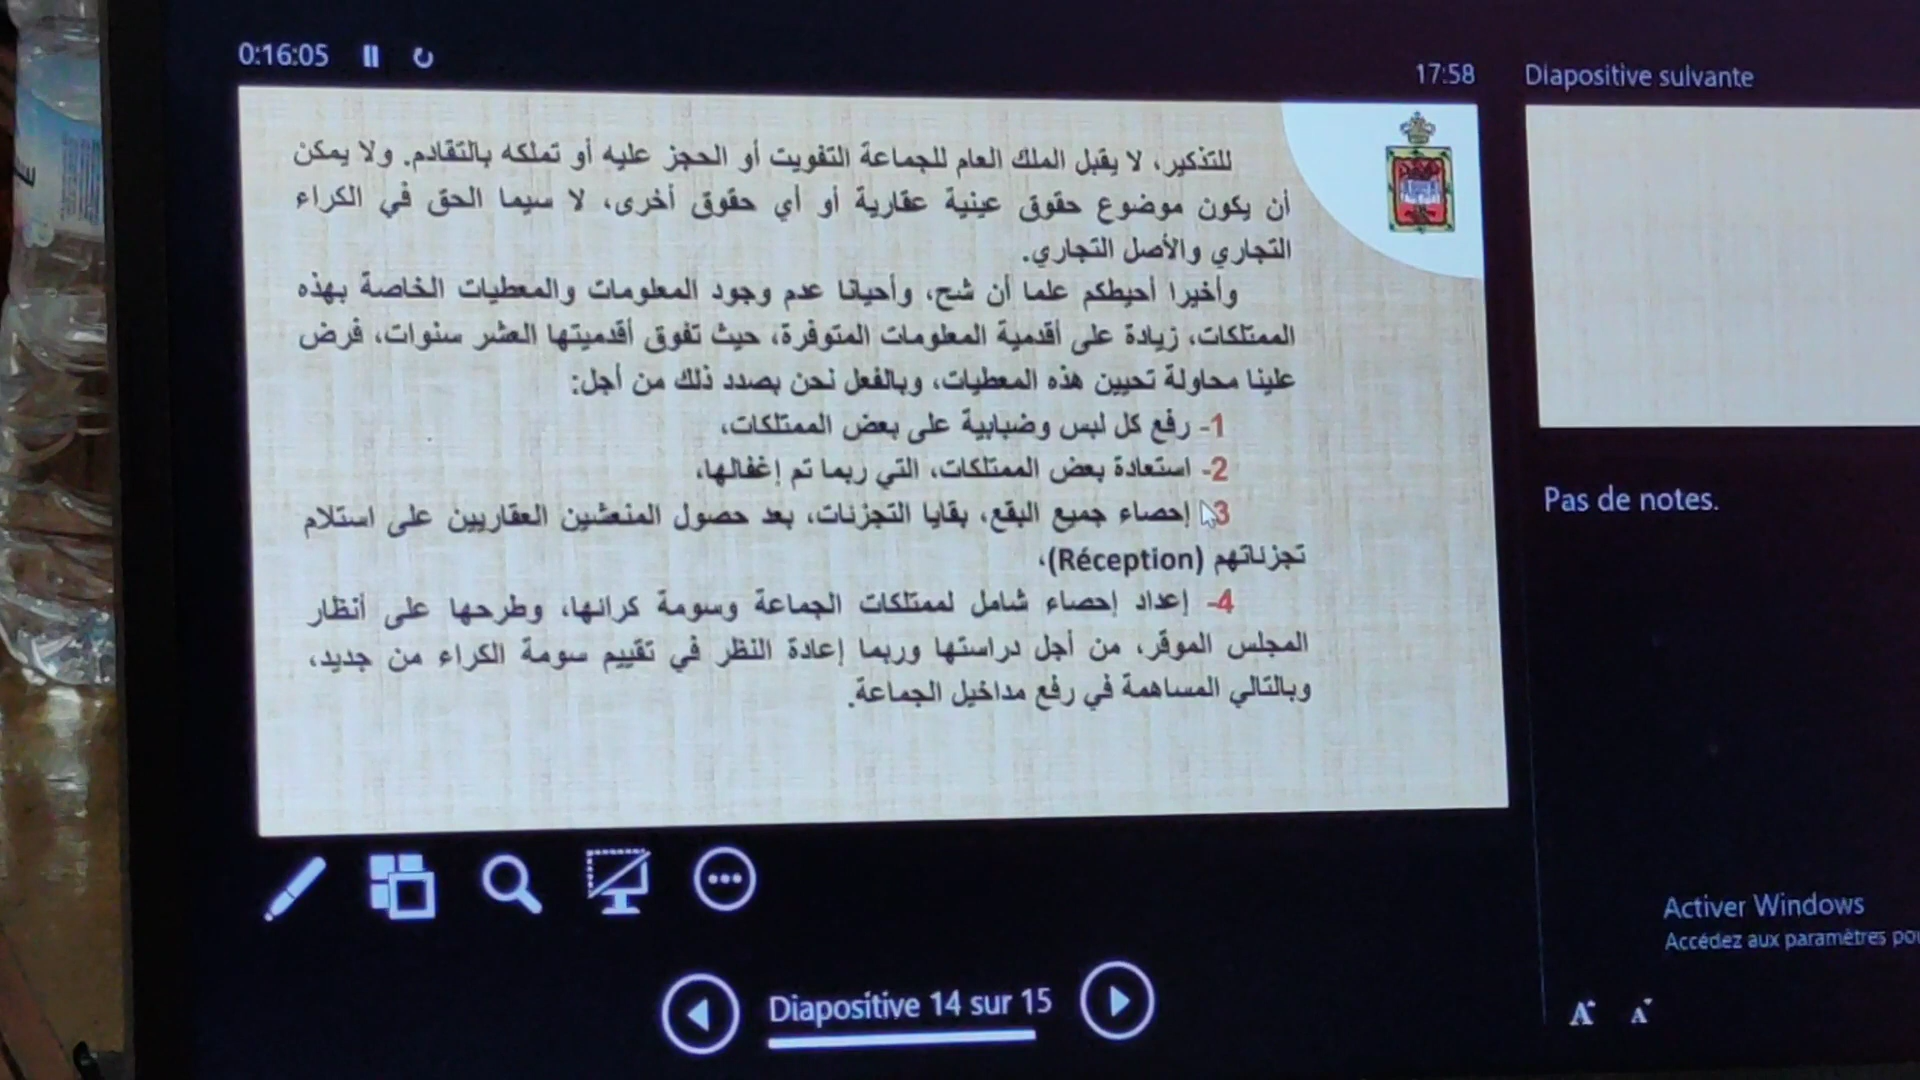 0:16:05
17:58
Diapositive suivante
للتذكير، لا يقبل الملك العام للجماعة التفويت أو الحجز عليه أو تملكه بالتقادم. ولا يمكن
أن يكون موضوع حقوق عينية عقارية أو أي حقوق أخرى، لا سيما الحق في الكراء
التجاري والأصل التجاري.
وأخيرا أحيطكم علما أن شح، وأحيانا عدم وجود المعلومات والمعطيات الخاصة بهذه
الممتلكات، زيادة على أقدمية المعلومات المتوفرة، حيث تفوق أقدميتها العشر سنوات، فرض
علينا محاولة تحيين هذه المعطيات، وبالفعل نحن بصدد ذلك من أجل:
1- رفع كل لبس وضبابية على بعض الممتلكات،
2- استعادة بعض الممتلكات، التي ربما تم إغفالها،
3 إحصاء جميع البقع، بقايا التجزئات، بعد حصول المنعشين العقاريين على استلام
تجزئاتهم (Réception)،
4- إعداد إحصاء شامل لممتلكات الجماعة وسومة كرائها، وطرحها على أنظار
المجلس الموقر، من أجل دراستها وربما إعادة النظر في تقييم سومة الكراء من جديد،
وبالتالي المساهمة في رفع مداخيل الجماعة.
Pas de notes.
Activer Windows
Accédez aux paramètres
Diapositive 14 sur 15
A A